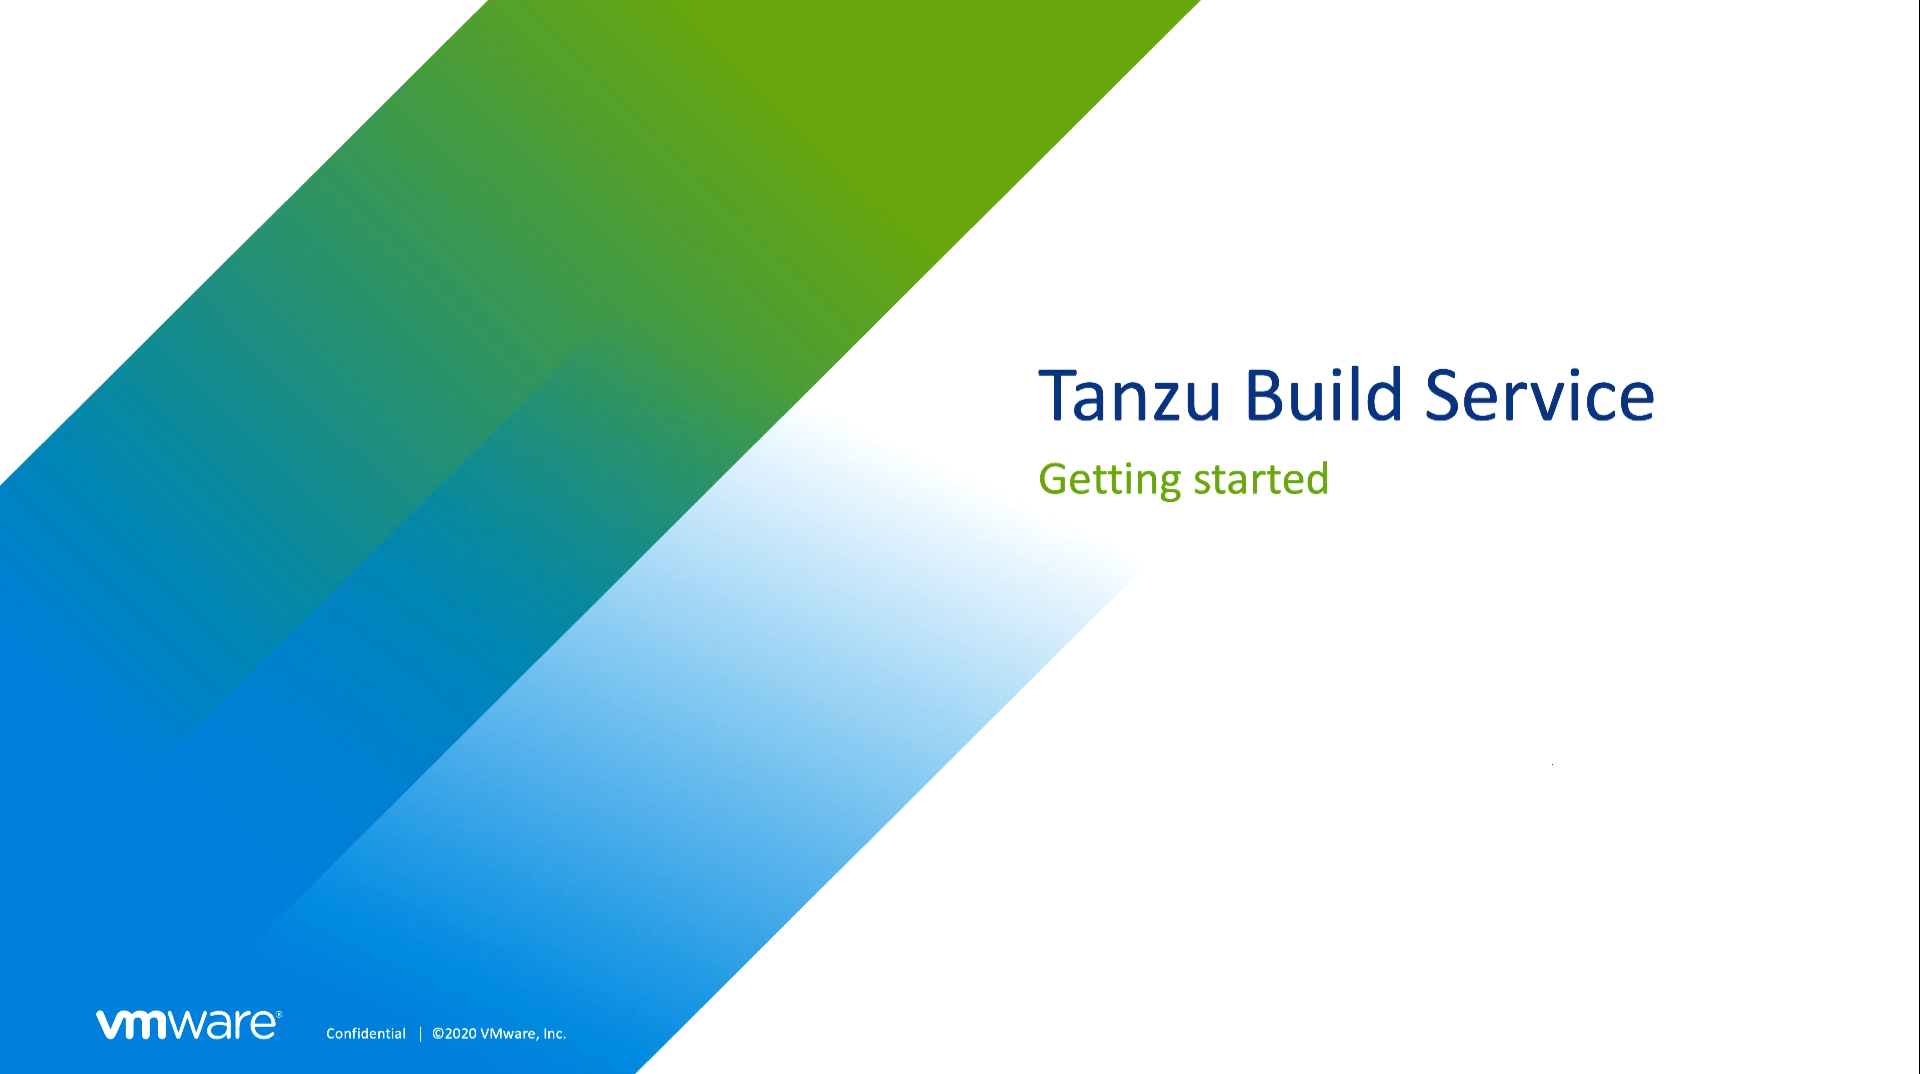 Tanzu Build Service
Getting started
vmware®
Confidential | ©2020 VMware, Inc.